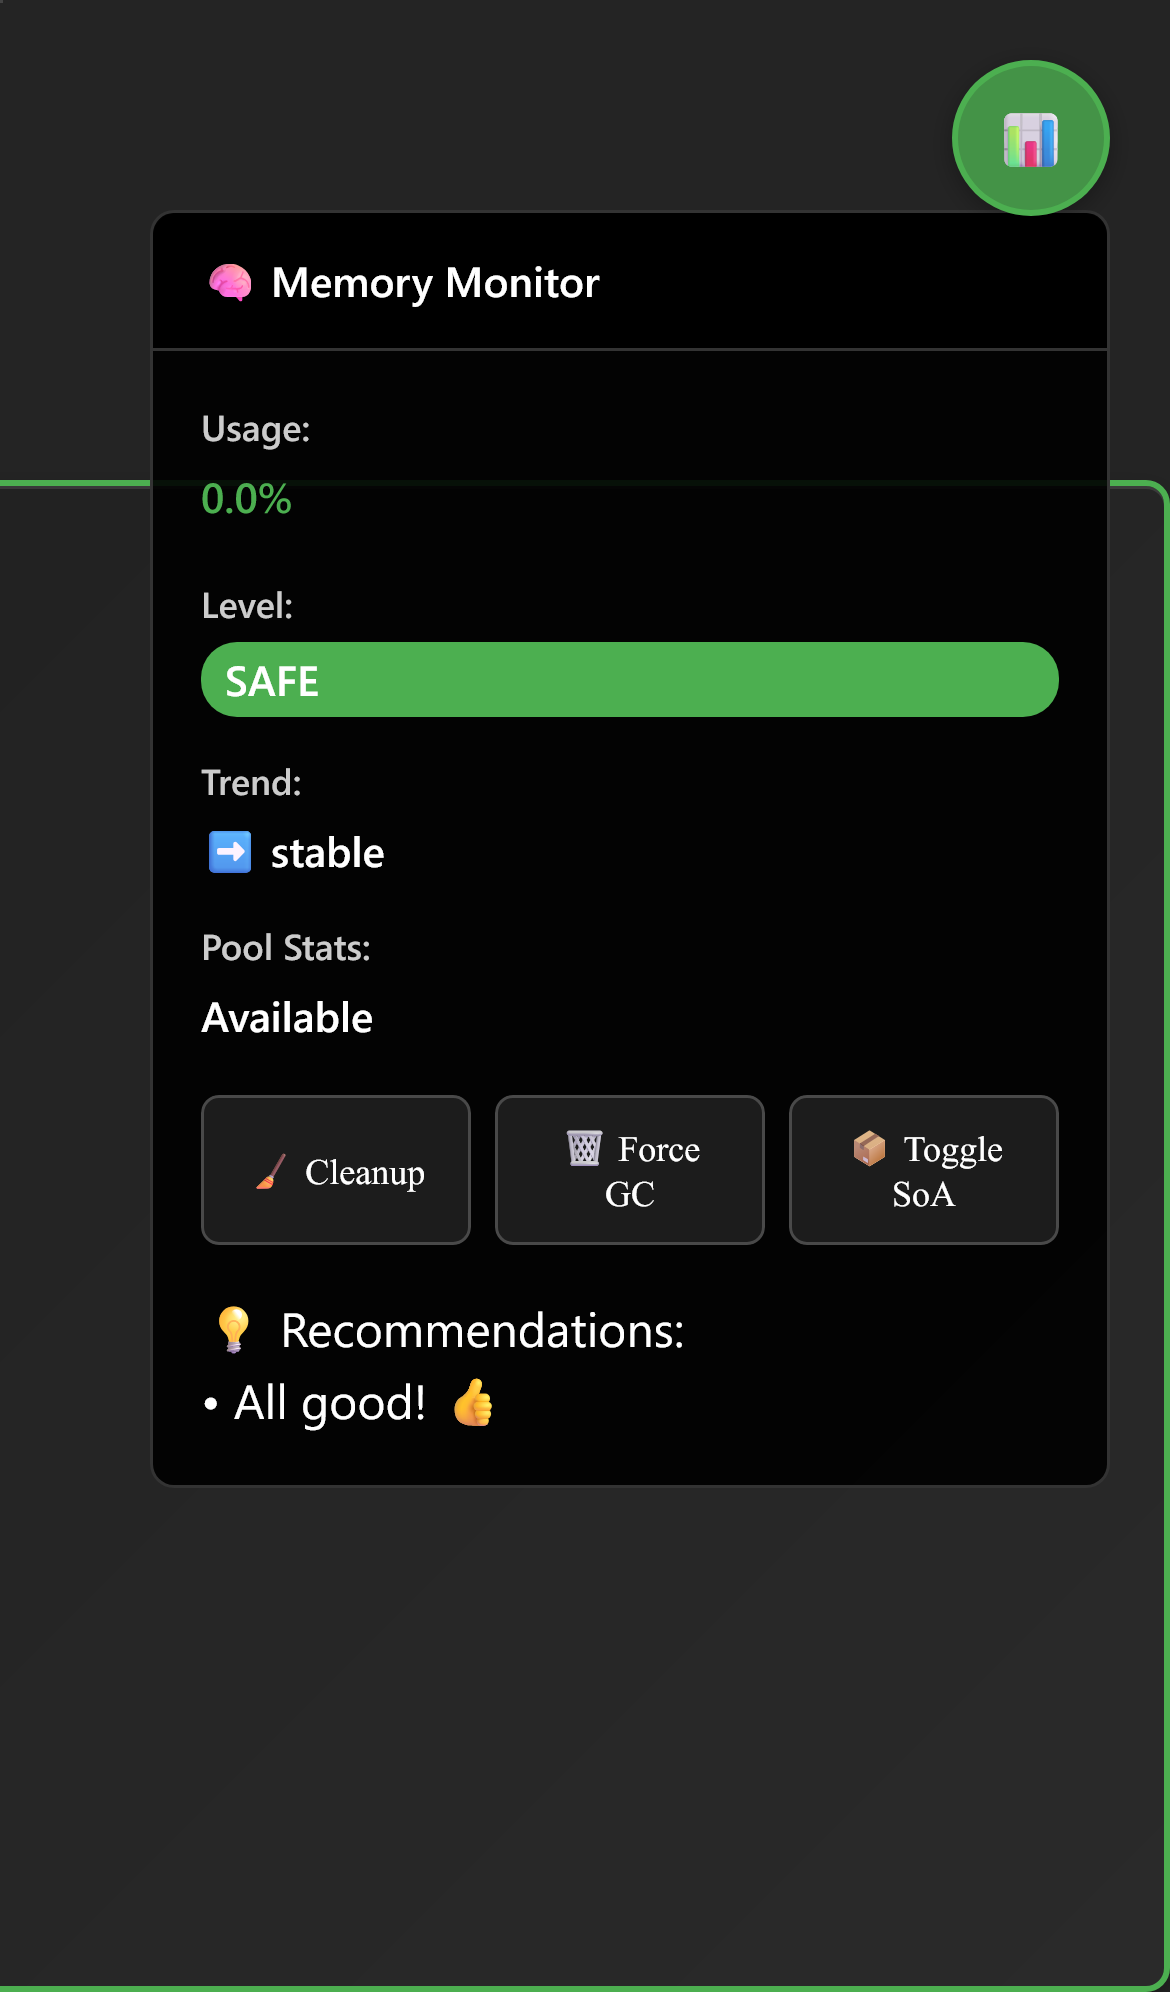 🧠 Memory Monitor
Usage:
0.0%
Level:
SAFE
Trend:
➡️ stable
Pool Stats:
Available
🧹 Cleanup
🗑️ Force
GC
📦 Toggle
SoA
💡 Recommendations:
• All good! 👍